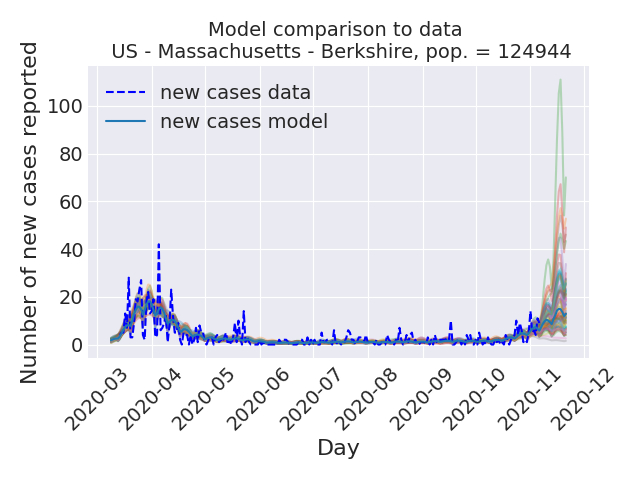 Model comparison to data
US - Massachusetts - Berkshire, pop. = 124944
Number of new cases reported
100
80
60
40
20
0
new cases data
new cases model
2020-03
2020-04
2020-05
2020-06
2020-07
2020-08
2020-09
2020-10
2020-11
2020-12
Day